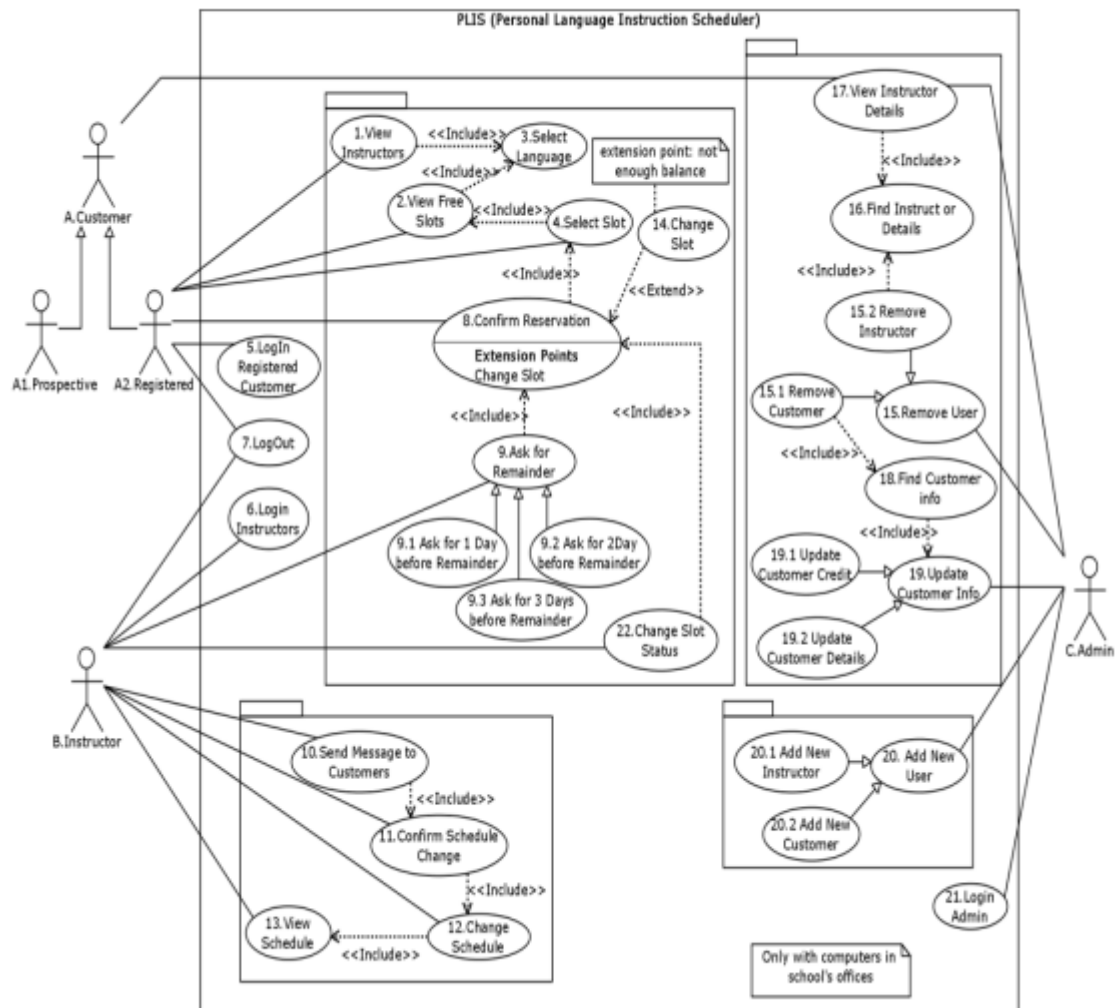 PLIS (Personal Language Instruction Scheduler)
A.Customer
A1.Prospective
A2.Registered
1.View
Instructors
<<Include>>
3.Select
Language
<<Include>>
2.View Free
Slots
<<Include>>
4.Select Slot
extension point: not
enough balance
14.Change
Slot
<<Include>>
<<Extend>>
8.Confirm Reservation
Extension Points
Change Slot
<<Include>>
<<Include>>
5.LogIn
Registered
Customer
7.LogOut
6.Login
Instructors
9.Ask for
Remainder
9.1 Ask for 1 Day
before Remainder
9.2 Ask for 2Day
before Remainder
9.3 Ask for 3 Days
before Remainder
22.Change Slot
Status
17.View Instructor
Details
<<Include>>
16.Find Instruct or
Details
<<Include>>
15.2 Remove
Instructor
15.1 Remove
Customer
15.Remove User
<<Include>>
18.Find Customer
info
<<Include>>
19.1 Update
Customer Credit
19.Update
Customer Info
19.2 Update
Customer Details
C.Admin
B.Instructor
10.Send Message to
Customers
<<Include>>
11.Confirm Schedule
Change
<<Include>>
13.View
Schedule
12.Change
Schedule
<<Include>>
20.1 Add New
Instructor
20. Add New
User
20.2 Add New
Customer
21.Login
Admin
Only with computers in
school's offices